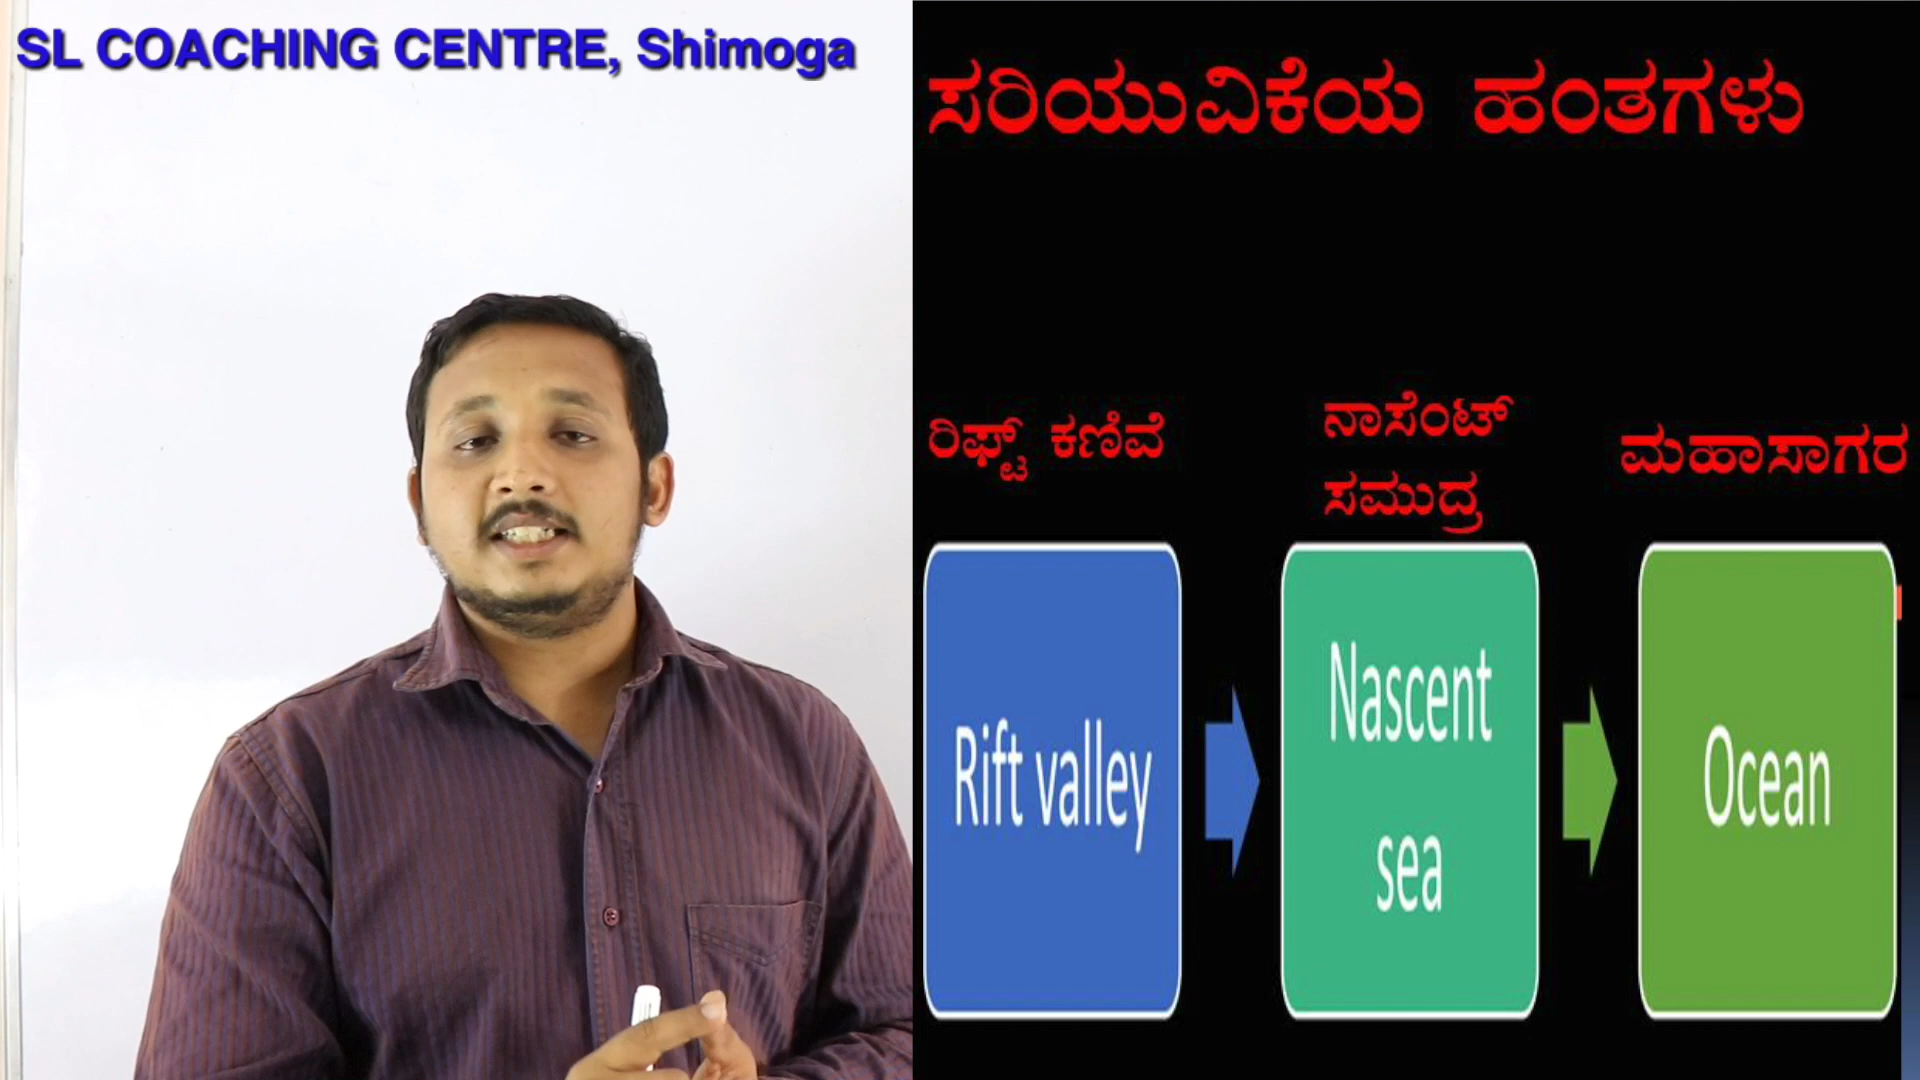 SL COACHING CENTRE, Shimoga
ಸರಿಯುವಿಕೆಯ ಹಂತಗಳು
ರಿಫ್ಟ್ ಕಣಿವೆ
ನಾಸೆಂಟ್
ಸಮುದ್ರ
ಮಹಾಸಾಗರ
Rift valley
Nascent
sea
Ocean